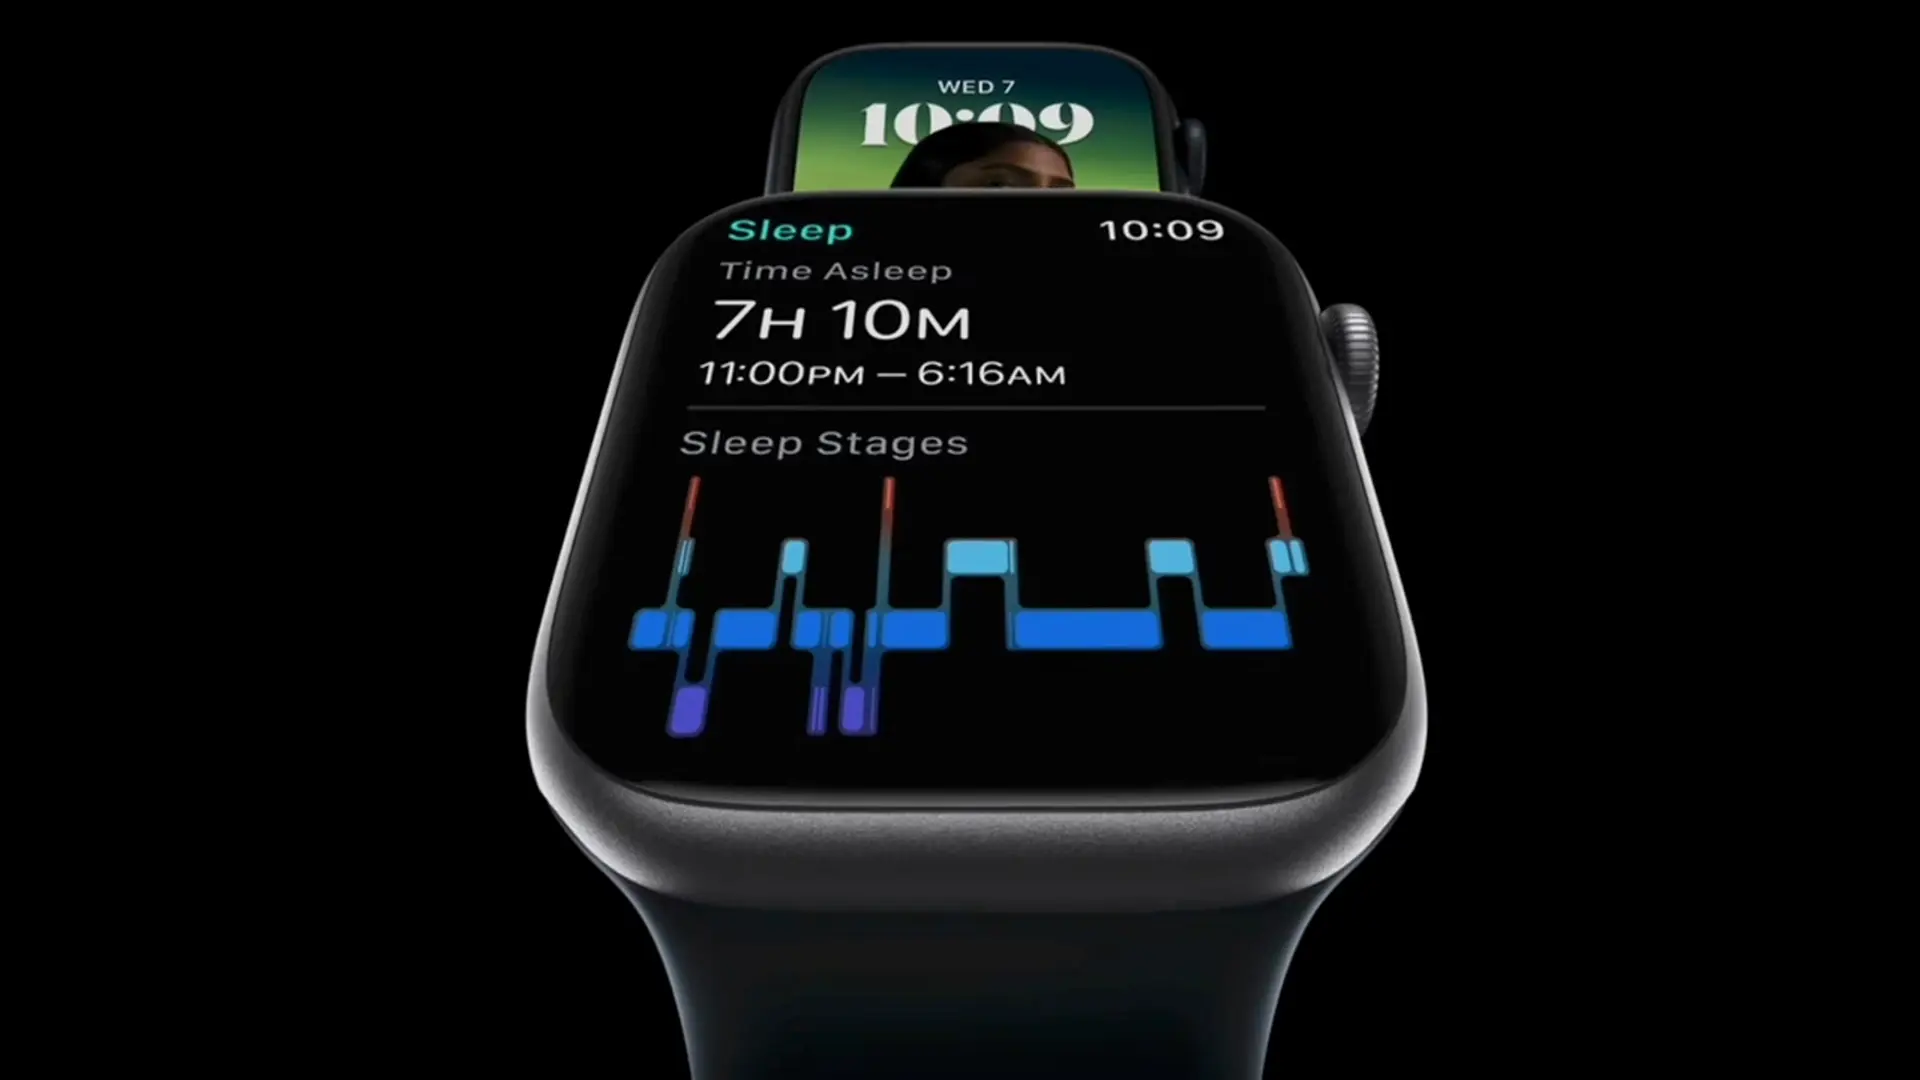 WED 7
10:09
Sleep 10:09
Time Asleep
7H 10M
11:00PM – 6:16AM
Sleep Stages